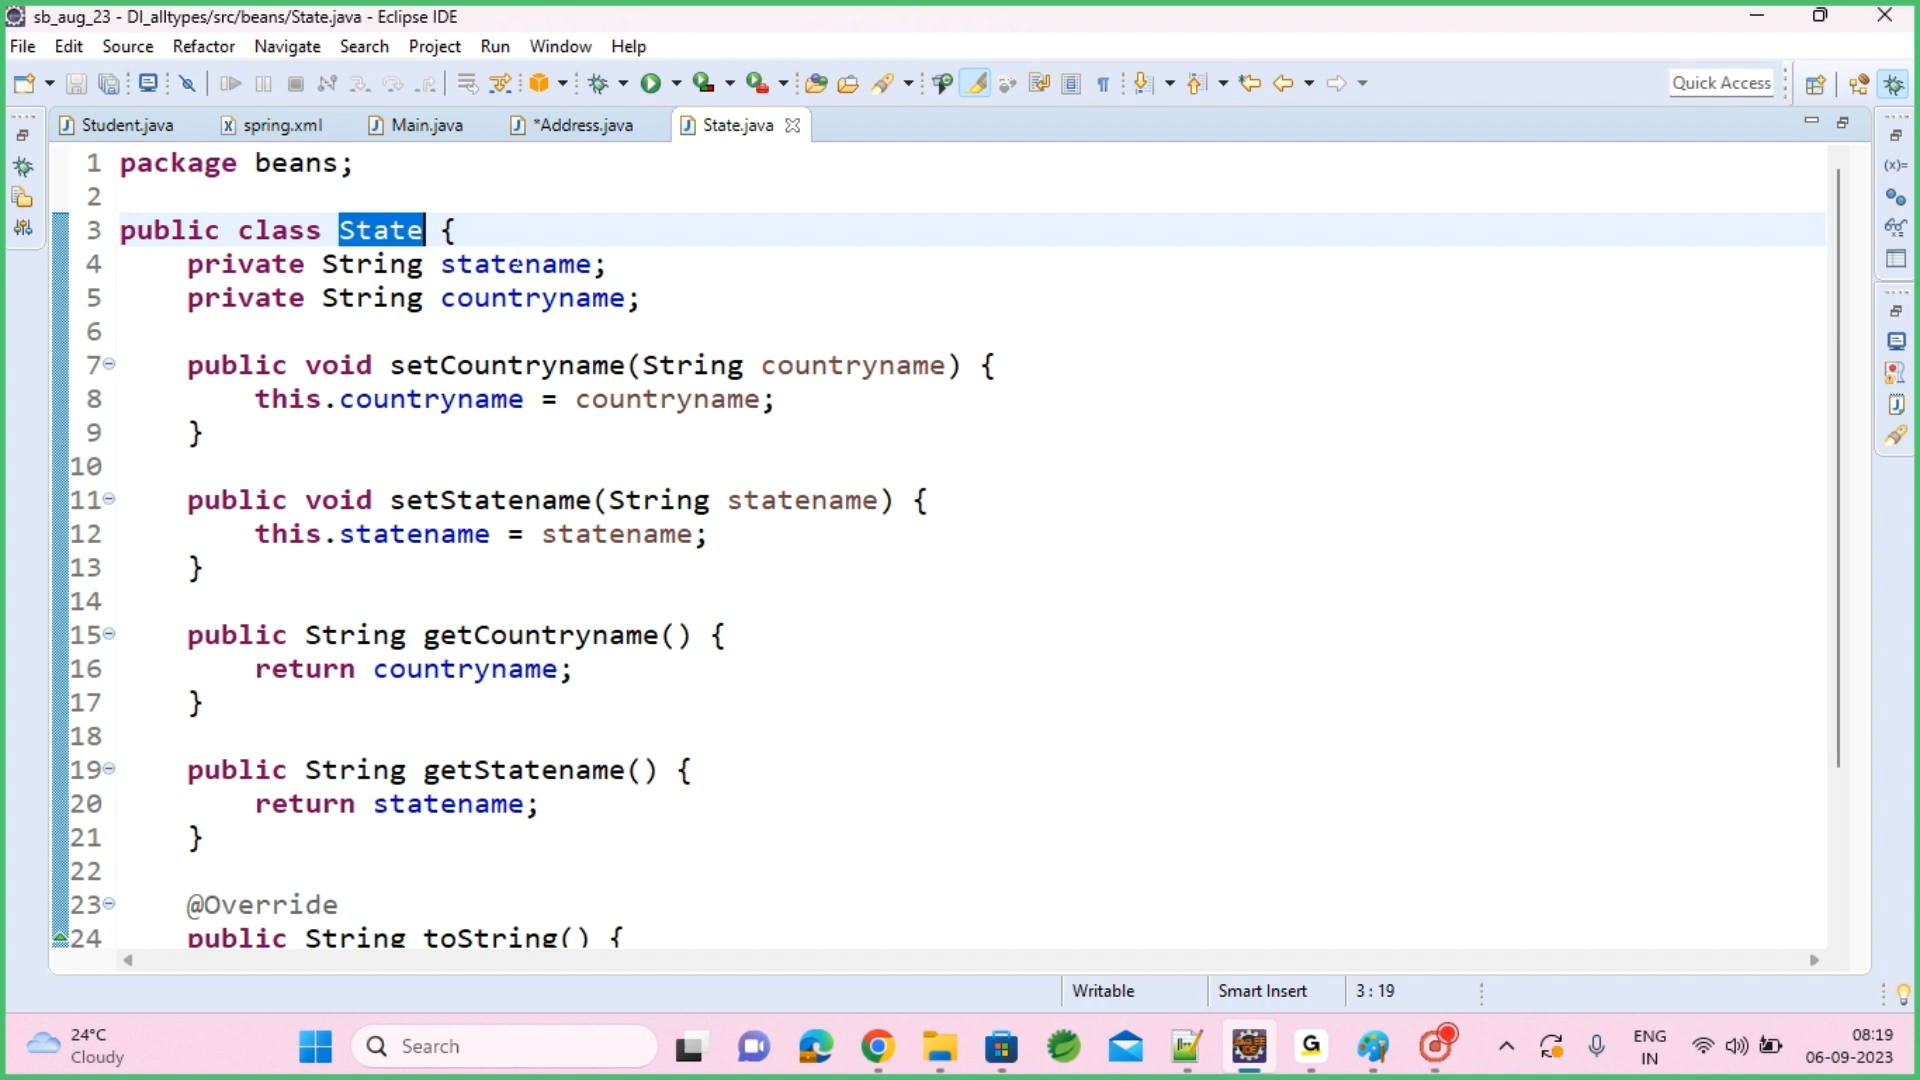 sb_aug_23 - DI_alltypes/src/beans/State.java - Eclipse IDE
File Edit Source Refactor Navigate Search Project Run Window Help
Quick Access
Student.java spring.xml Main.java *Address.java State.java
1 package beans;
2
3 public class State {
4 private String statename;
5 private String countryname;
6
7 public void setCountryname(String countryname) {
8 this.countryname = countryname;
9 }
10
11 public void setStatename(String statename) {
12 this.statename = statename;
13 }
14
15 public String getCountryname() {
16 return countryname;
17 }
18
19 public String getStatename() {
20 return statename;
21 }
22
23 @Override
24 public String toString() {
Writable Smart Insert 3 : 19
24°C
Cloudy
Search
ENG
IN
08:19
06-09-2023